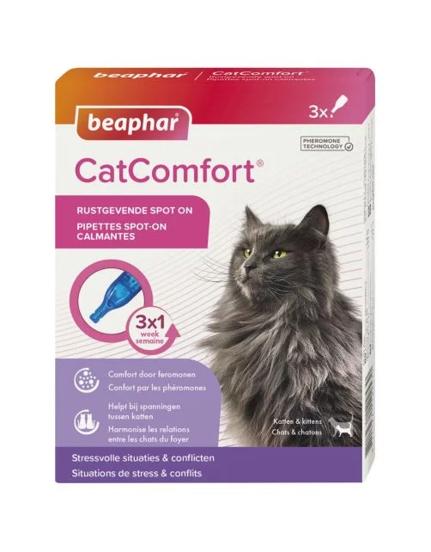 beaphar®
CatComfort®
3x
PHEROMONE
TECHNOLOGY
beaphar®
CatComfort®
RUSTGEVENDE SPOT ON
PIPETTES SPOT-ON
CALMANTES
3x1
week
semaine
Comfort door feromonen
Confort par les phéromones
Helpt bij spanningen
tussen katten
Harmonise les relations
entre les chats du foyer
Katten & kittens
Chats & chatons
Stressvolle situaties & conflicten
Situations de stress & conflits